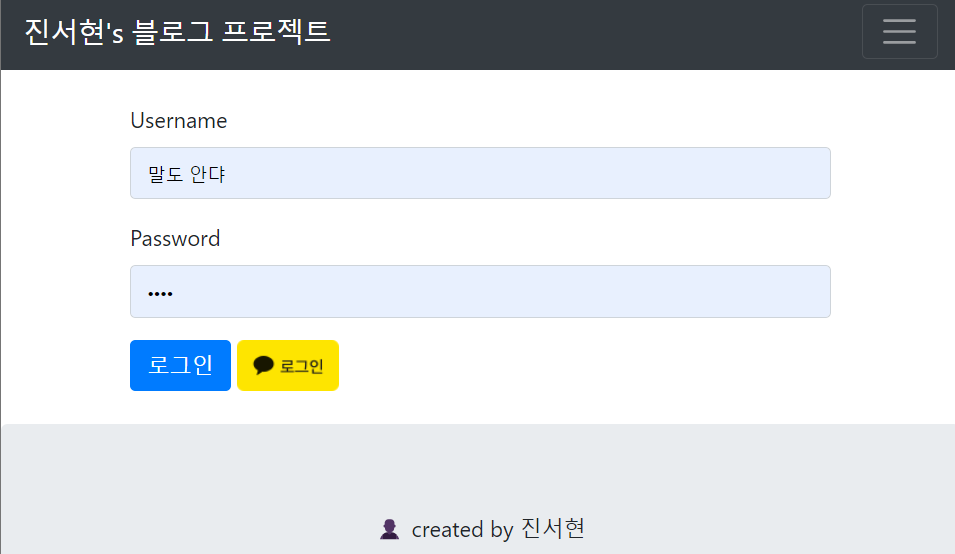 진서현's 블로그 프로젝트
Username
말도 안댜
Password
••••
로그인 로그인
created by 진서현